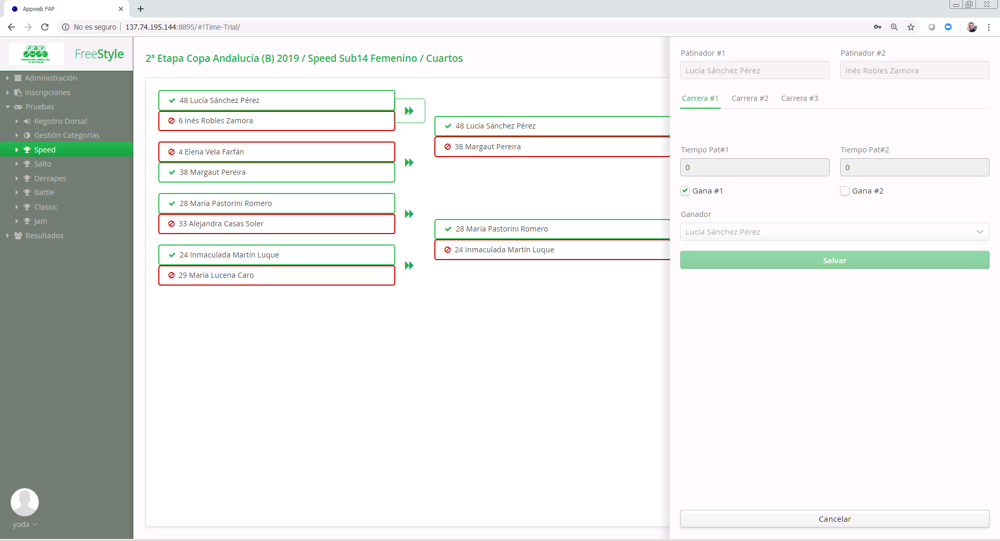 Appweb FAP
No es seguro
137.74.195.144:8895/#!Time-Trial/
FaP
FEDERACIÓN ANDALUZA
DE PATINAJE
FreeStyle
Administración
Inscripciones
Pruebas
Registro Dorsal
Gestión Categorias
Speed
Salto
Derrapes
Battle
Classic
Jam
Resultados
yoda
2ª Etapa Copa Andalucía (B) 2019 / Speed Sub14 Femenino / Cuartos
48 Lucía Sánchez Pérez
6 Inés Robles Zamora
4 Elena Vela Farfán
38 Margaut Pereira
28 María Pastorini Romero
33 Alejandra Casas Soler
24 Inmaculada Martín Luque
29 María Lucena Caro
48 Lucía Sánchez Pérez
38 Margaut Pereira
28 María Pastorini Romero
24 Inmaculada Martín Luque
Patinador #1
Patinador #2
Lucía Sánchez Pérez
Inés Robles Zamora
Carrera #1
Carrera #2
Carrera #3
Tiempo Pat#1
Tiempo Pat#2
0
0
Gana #1
Gana #2
Ganador
Lucía Sánchez Pérez
Salvar
Cancelar